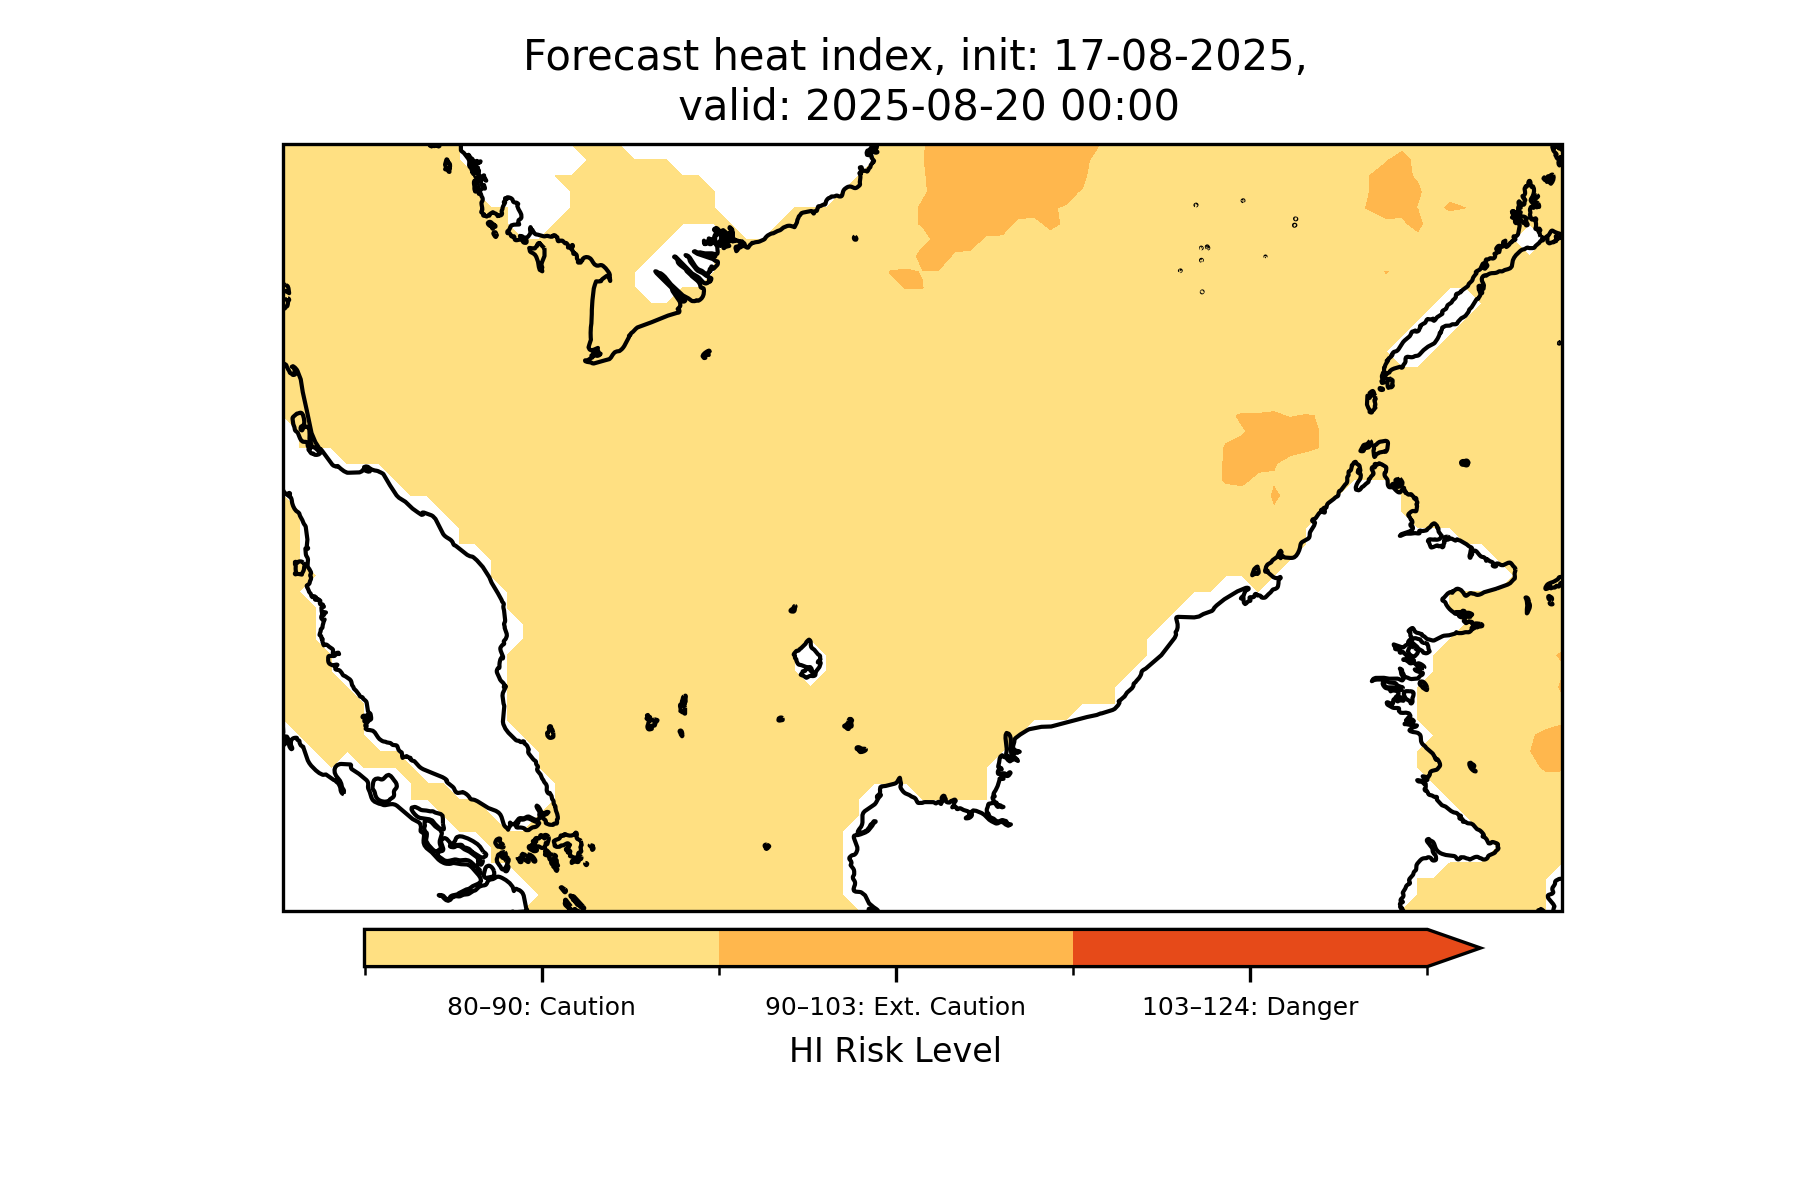 Forecast heat index, init: 17-08-2025,
valid: 2025-08-20 00:00
80–90: Caution
90–103: Ext. Caution
103–124: Danger
HI Risk Level